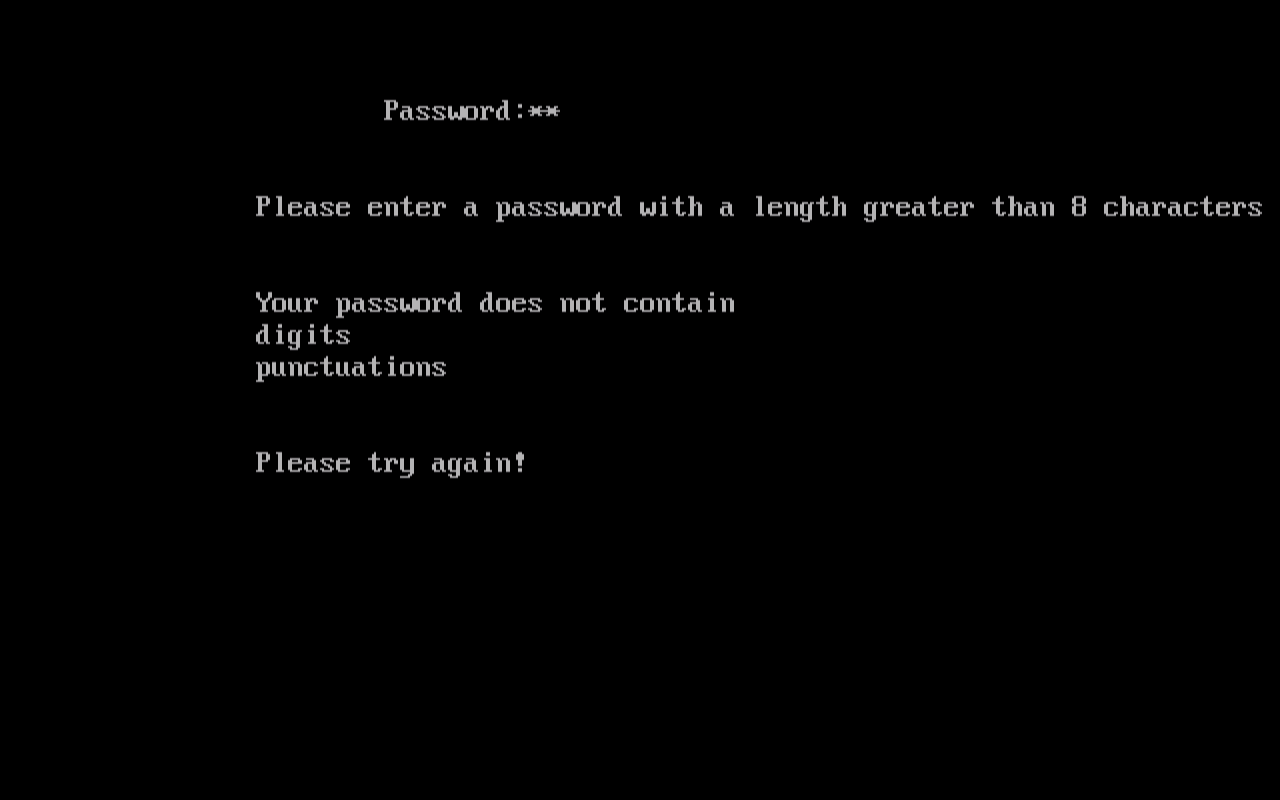 Password:**
Please enter a password with a length greater than 8 characters
Your password does not contain
digits
punctuations
Please try again!